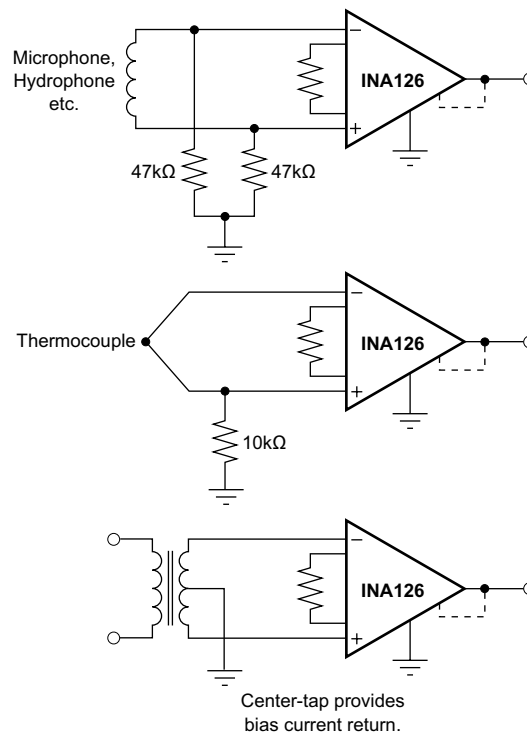 Microphone,
Hydrophone
etc.
−
INA126
+
47kΩ
47kΩ
Thermocouple
−
INA126
+
10kΩ
−
INA126
+
Center-tap provides
bias current return.